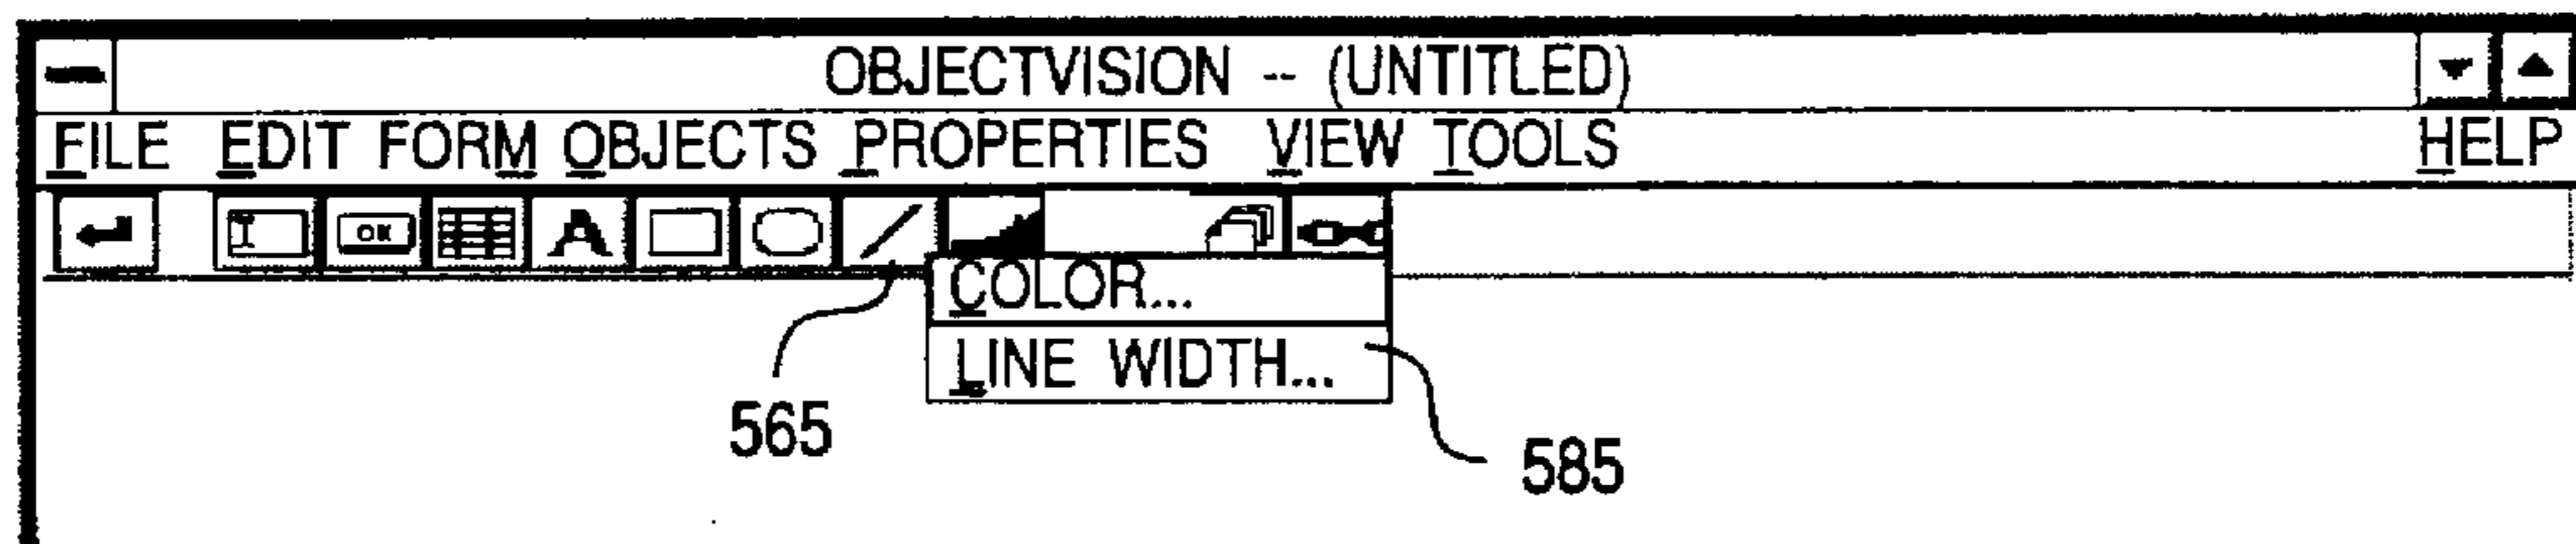 OBJECTVISION -- (UNTITLED)
FILE EDIT FORM OBJECTS PROPERTIES VIEW TOOLS HELP
OK A
COLOR...
LINE WIDTH...
565
585